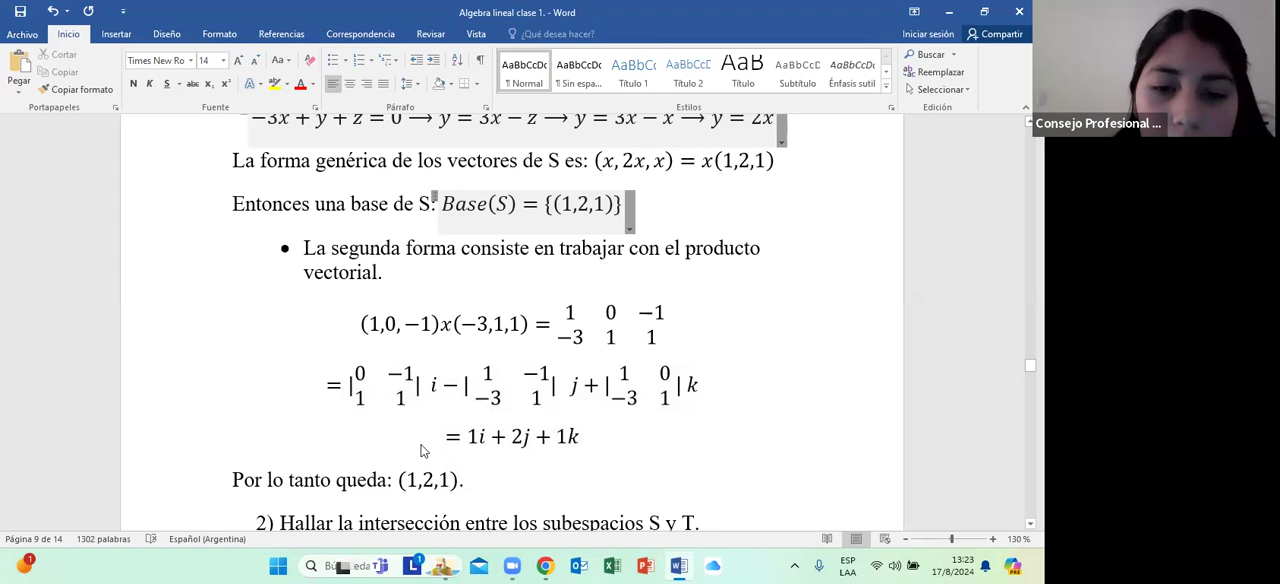 Algebra lineal clase 1. - Word
Archivo Inicio Insertar Diseño Formato Referencias Correspondencia Revisar Vista ¿Qué desea hacer? Iniciar sesión Compartir
Pegar
Cortar
Copiar
Copiar formato
Portapapeles
Times New Ro 14
N K S abc x₂ x²
Fuente
Párrafo
AaBbCcDc AaBbCcDc AaBbCc AaBbCcC AaB AaBbCcC AaBbCcDc
¶ Normal ¶ Sin espa... Título 1 Título 2 Título Subtítulo Énfasis sutil
Estilos
Buscar
Reemplazar
Seleccionar
Edición
Consejo Profesional ...
−3x + y + z = 0 → y = 3x − z → y = 3x − x → y = 2x
La forma genérica de los vectores de S es: (x, 2x, x) = x(1,2,1)
Entonces una base de S: Base(S) = {(1,2,1)}
• La segunda forma consiste en trabajar con el producto
vectorial.
(1,0,−1)x(−3,1,1) = 1 0 −1
−3 1 1
= |0 −1| i − | 1 −1| j + | 1 0| k
1 1 −3 1 −3 1
= 1i + 2j + 1k
Por lo tanto queda: (1,2,1).
2) Hallar la intersección entre los subespacios S y T.
Página 9 de 14 1302 palabras Español (Argentina) 130 %
ESP
LAA
13:23
17/8/2024